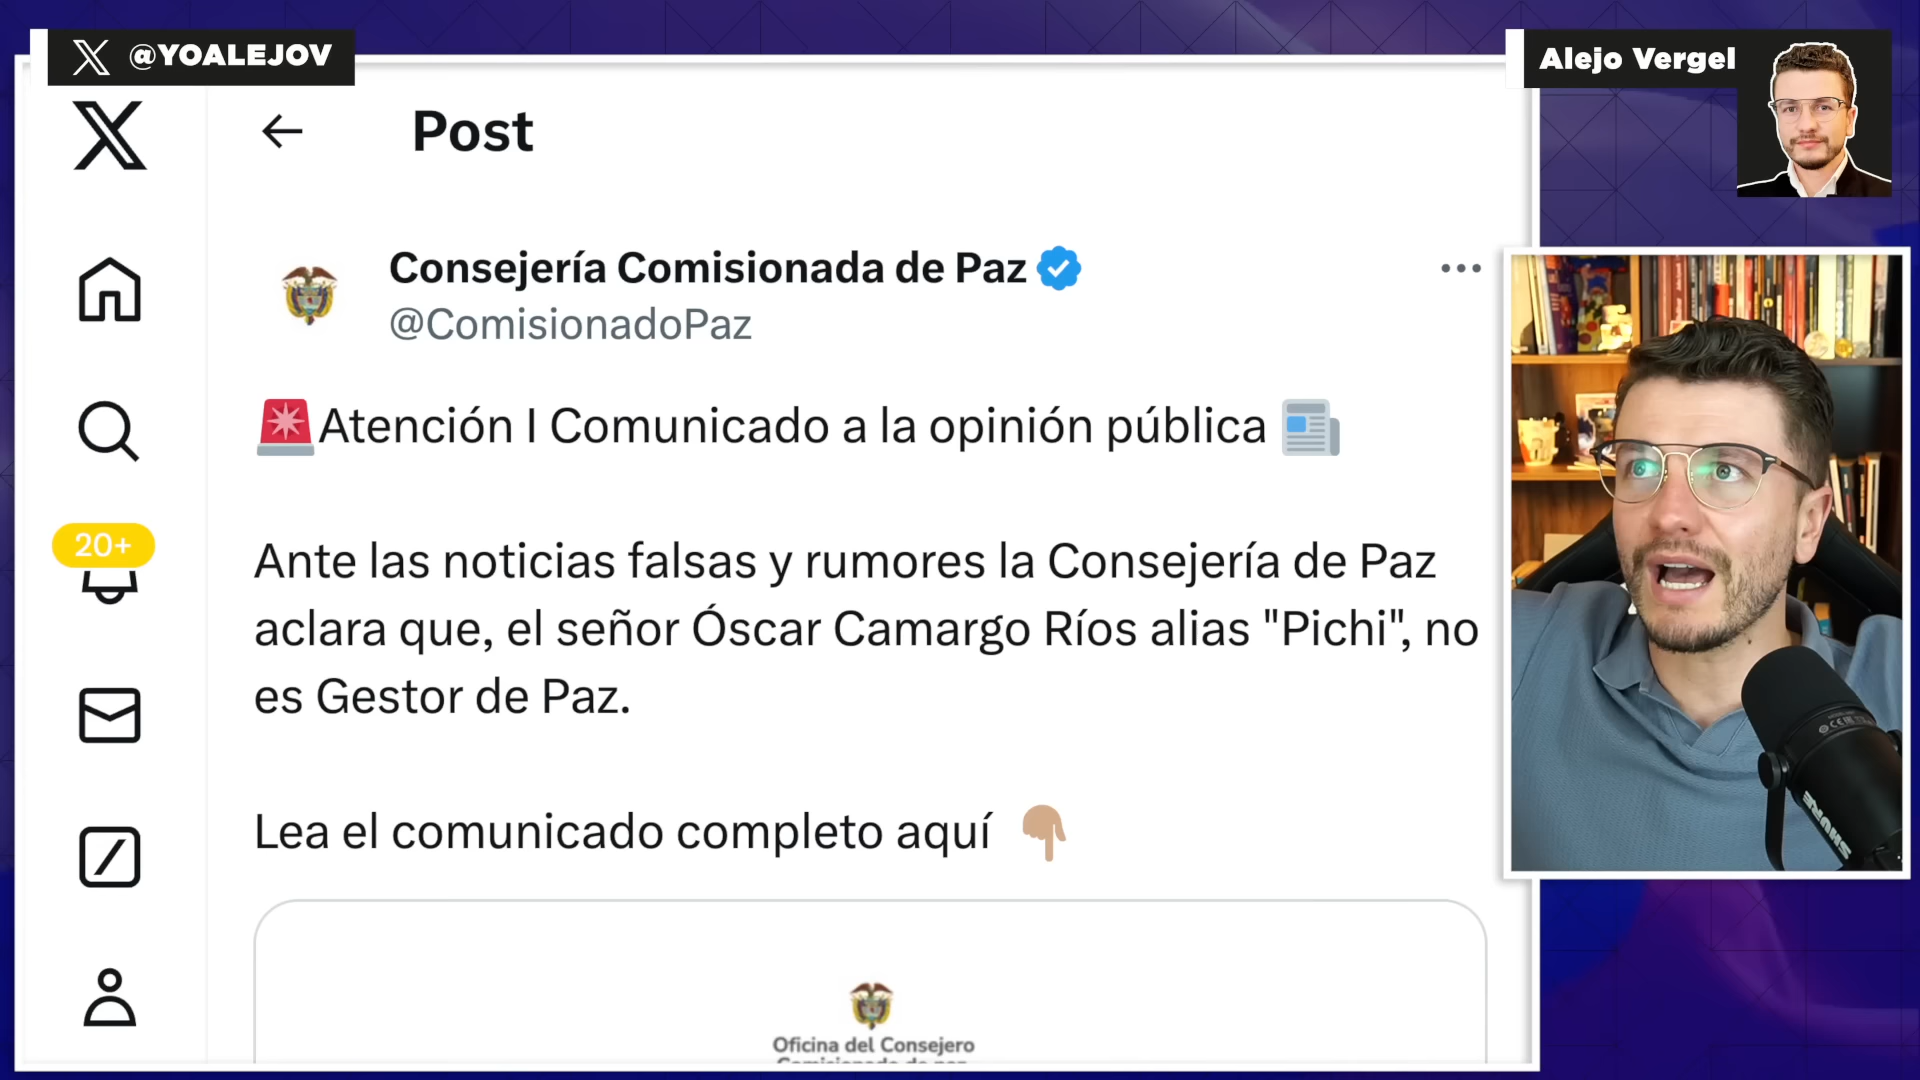 @YOALEJOV
Alejo Vergel
Post
Consejería Comisionada de Paz
@ComisionadoPaz
Atención I Comunicado a la opinión pública
20+
Ante las noticias falsas y rumores la Consejería de Paz
aclara que, el señor Óscar Camargo Ríos alias "Pichi", no
es Gestor de Paz.
Lea el comunicado completo aquí
Oficina del Consejero
SHURE